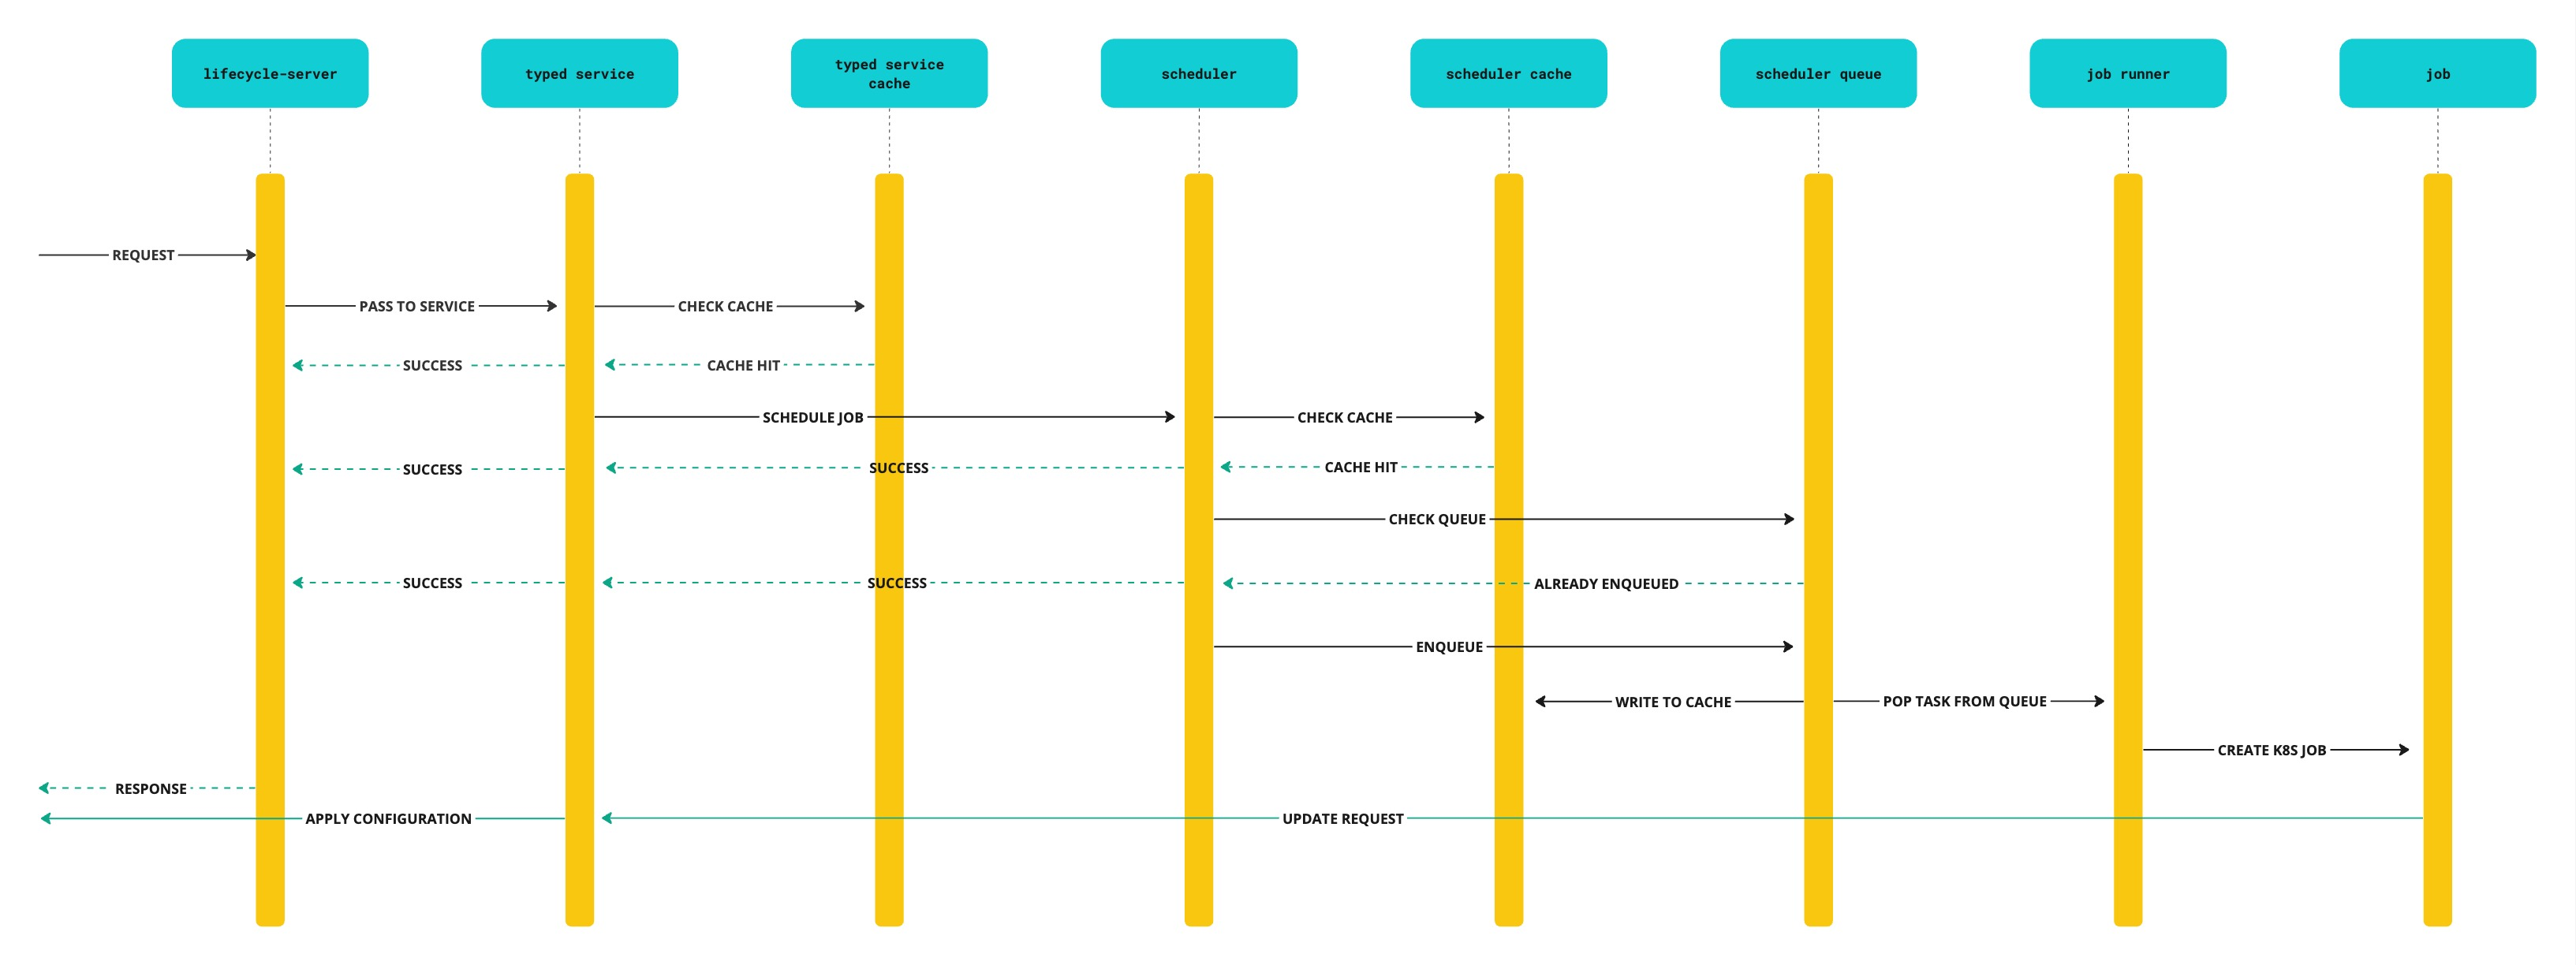 lifecycle-server
typed service
typed service
cache
scheduler
scheduler cache
scheduler queue
job runner
job
REQUEST
PASS TO SERVICE
CHECK CACHE
SUCCESS
CACHE HIT
SCHEDULE JOB
CHECK CACHE
SUCCESS
SUCCESS
CACHE HIT
CHECK QUEUE
SUCCESS
SUCCESS
ALREADY ENQUEUED
ENQUEUE
WRITE TO CACHE
POP TASK FROM QUEUE
CREATE K8S JOB
RESPONSE
APPLY CONFIGURATION
UPDATE REQUEST